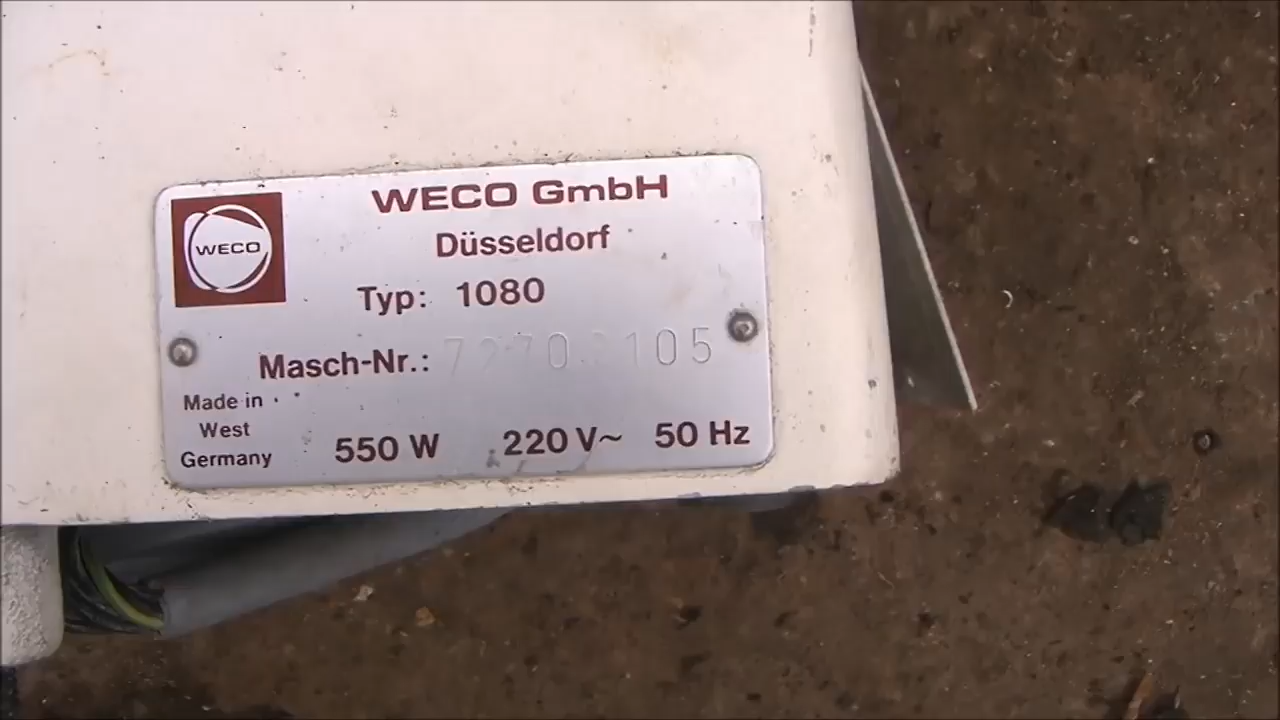 WECO
WECO GmbH
Düsseldorf
Typ: 1080
Masch-Nr.:
Made in
West
Germany
550 W 220 V~ 50 Hz